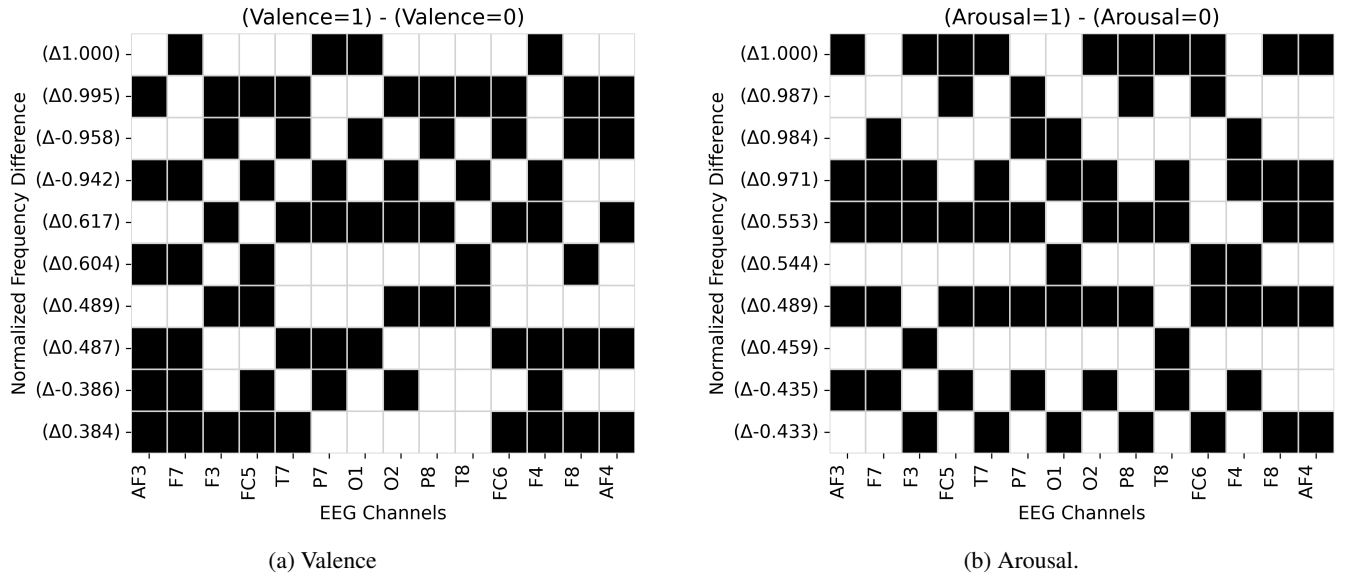 (Valence=1) - (Valence=0)
Normalized Frequency Difference
(Δ1.000)
(Δ0.995)
(Δ-0.958)
(Δ-0.942)
(Δ0.617)
(Δ0.604)
(Δ0.489)
(Δ0.487)
(Δ-0.386)
(Δ0.384)
AF3 F7 F3 FC5 T7 P7 O1 O2 P8 T8 FC6 F4 F8 AF4
EEG Channels
(a) Valence
(Arousal=1) - (Arousal=0)
Normalized Frequency Difference
(Δ1.000)
(Δ0.987)
(Δ0.984)
(Δ0.971)
(Δ0.553)
(Δ0.544)
(Δ0.489)
(Δ0.459)
(Δ-0.435)
(Δ-0.433)
AF3 F7 F3 FC5 T7 P7 O1 O2 P8 T8 FC6 F4 F8 AF4
EEG Channels
(b) Arousal.